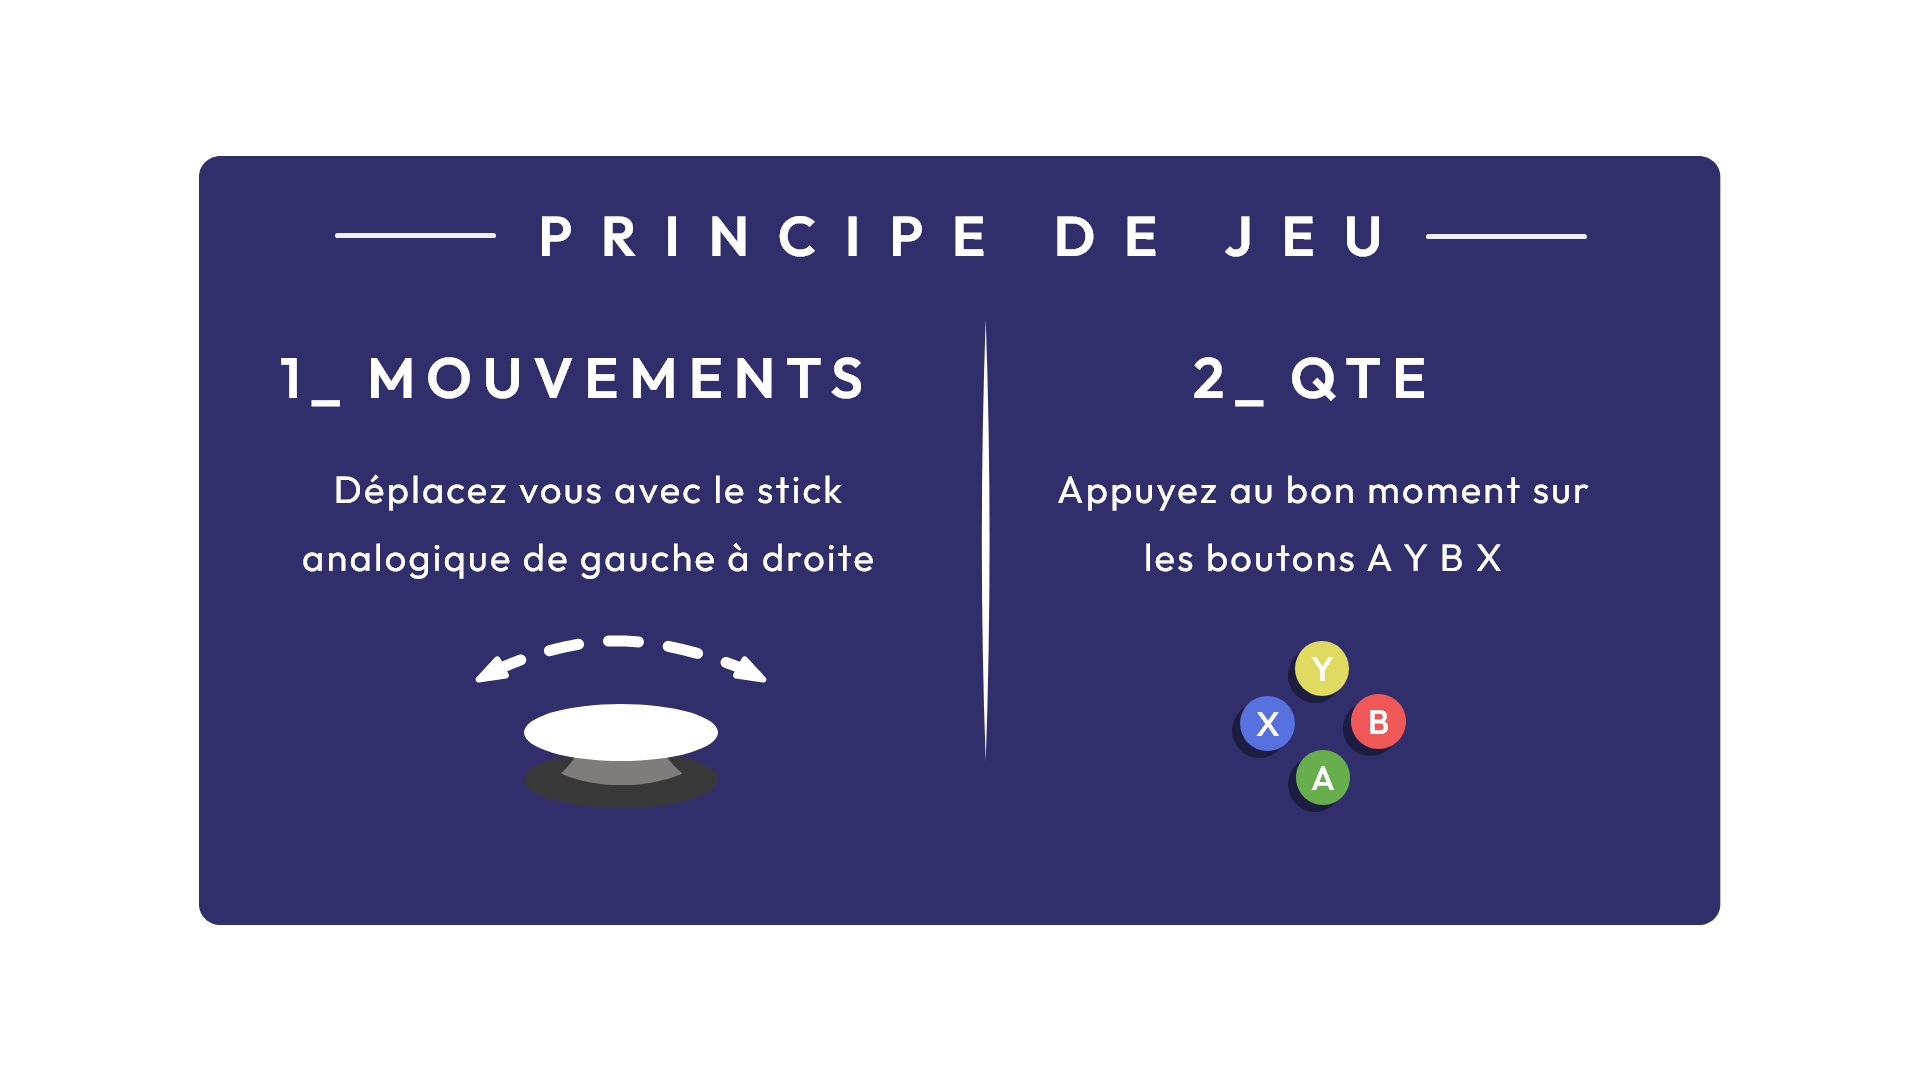 PRINCIPE DE JEU
1_ MOUVEMENTS
Déplacez vous avec le stick
analogique de gauche à droite
2_ QTE
Appuyez au bon moment sur
les boutons A Y B X
Y
X
B
A